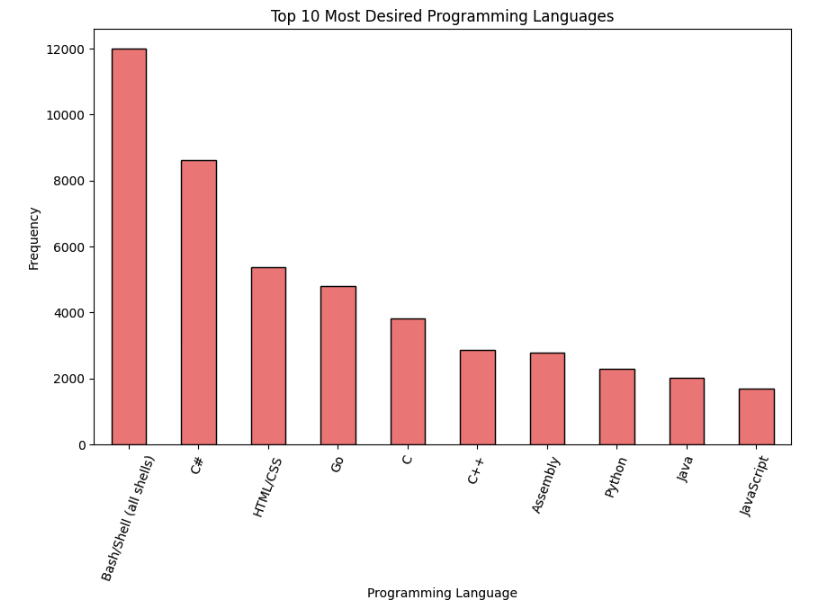 Top 10 Most Desired Programming Languages
12000
10000
8000
6000
4000
2000
0
Frequency
Bash/Shell (all shells)
C#
HTML/CSS
Go
C
C++
Assembly
Python
Java
JavaScript
Programming Language